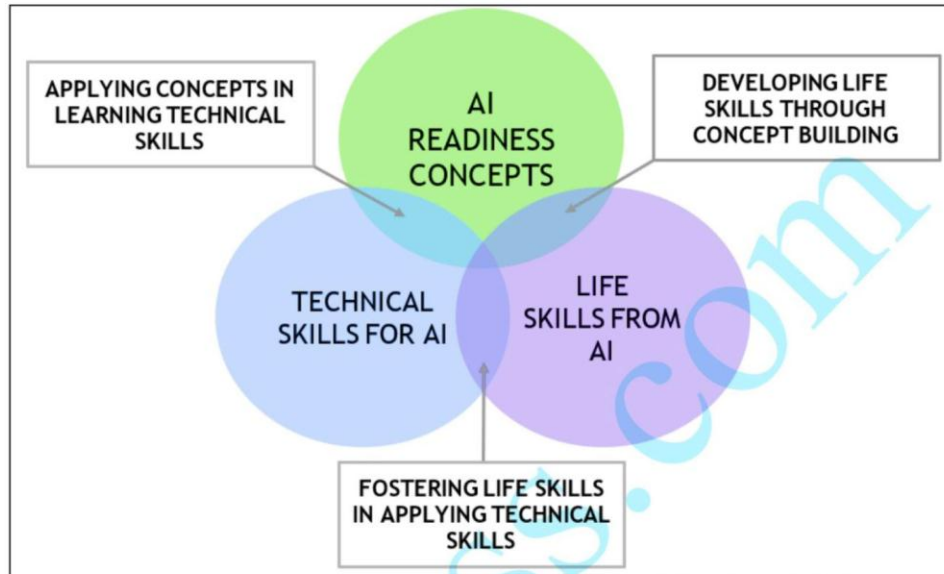 APPLYING CONCEPTS IN
LEARNING TECHNICAL
SKILLS
AI
READINESS
CONCEPTS
DEVELOPING LIFE
SKILLS THROUGH
CONCEPT BUILDING
TECHNICAL
SKILLS FOR AI
LIFE
SKILLS FROM
AI
FOSTERING LIFE SKILLS
IN APPLYING TECHNICAL
SKILLS
s.com